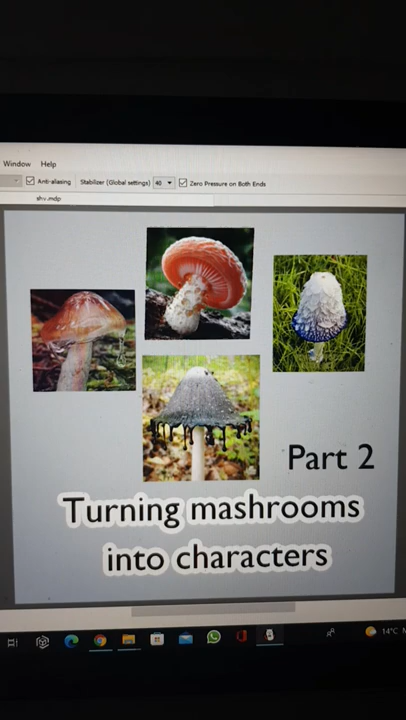 Window Help
Anti-aliasing Stabilizer (Global settings) 40 Zero Pressure on Both Ends
shv.mdp
Part 2
Turning mashrooms
into characters
14°C